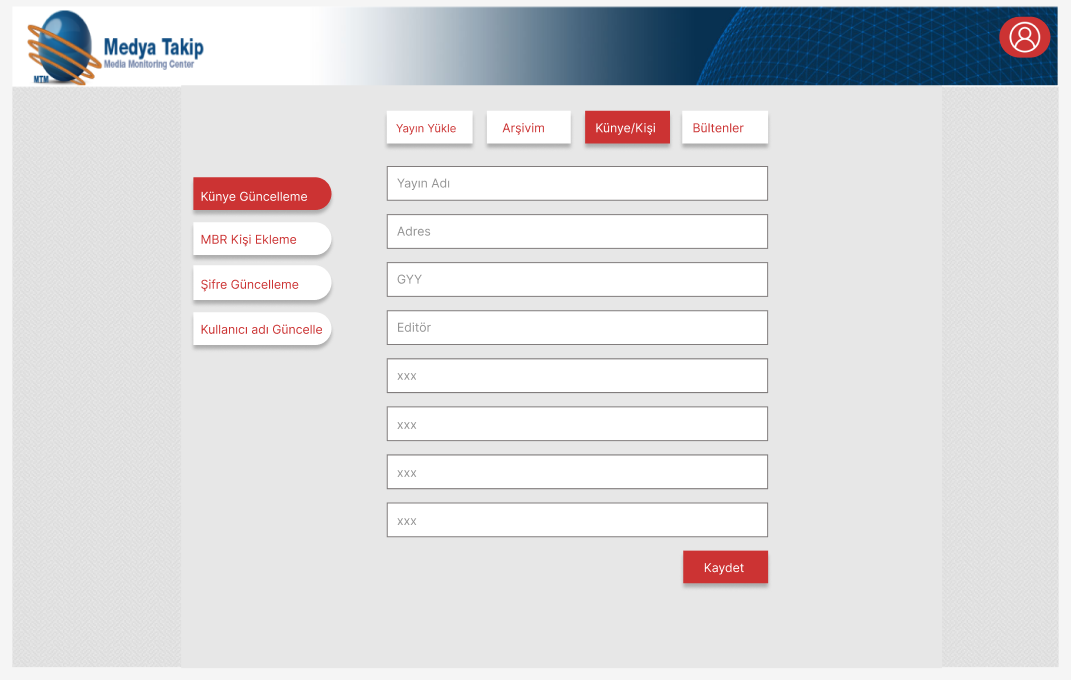 Medya Takip
Media Monitoring Center
MTM
Yayın Yükle
Arşivim
Künye/Kişi
Bültenler
Künye Güncelleme
MBR Kişi Ekleme
Şifre Güncelleme
Kullanıcı adı Güncelle
Yayın Adı
Adres
GYY
Editör
xxx
xxx
xxx
xxx
Kaydet